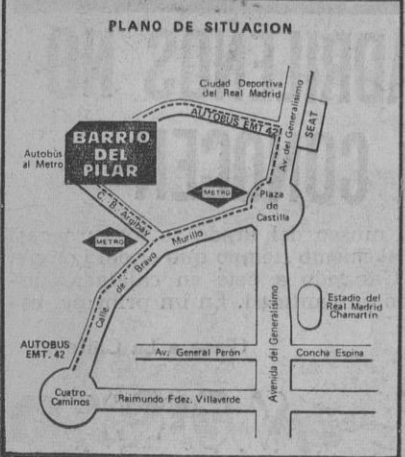 PLANO DE SITUACION
Ciudad Deportiva
del Real Madrid
AUTOBUS EMT 42
Av. del Generalísimo
SEAT
BARRIO
DEL
PILAR
Autobús
al Metro
METRO
Plaza
de
Castilla
C. B. Argibay
METRO
Calle de Bravo Murillo
Avenida del Generalísimo
Estadio del
Real Madrid
Chamartín
AUTOBUS
EMT. 42
Av. General Perón
Concha Espina
Cuatro
Caminos
Raimundo Fdez. Villaverde